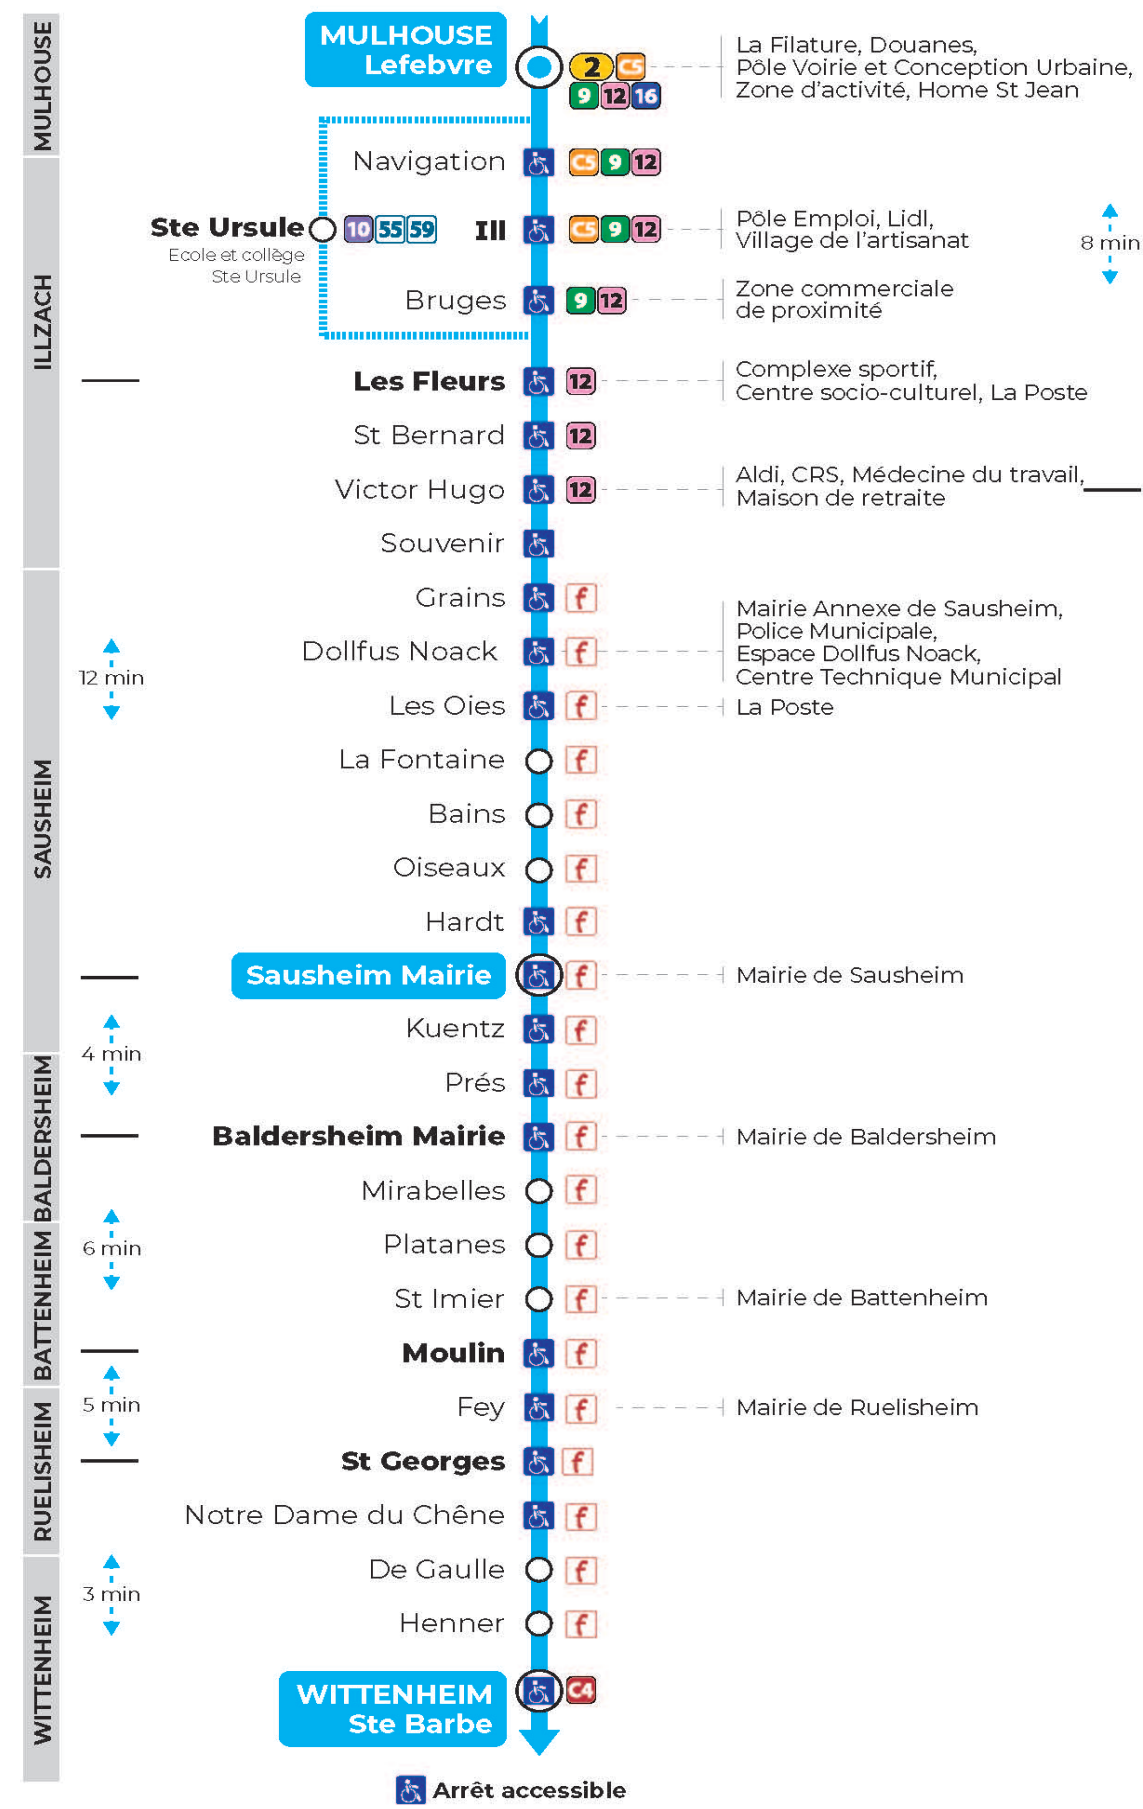 MULHOUSE
MULHOUSE
Lefebvre
2 C5
9 12 16
La Filature, Douanes,
Pôle Voirie et Conception Urbaine,
Zone d'activité, Home St Jean
ILLZACH
Navigation
C5 9 12
Ste Ursule
10 55 59
Ecole et collège
Ste Ursule
Ill
C5 9 12
Pôle Emploi, Lidl,
Village de l'artisanat
8 min
Bruges
9 12
Zone commerciale
de proximité
Les Fleurs
12
Complexe sportif,
Centre socio-culturel, La Poste
St Bernard
12
Victor Hugo
12
Aldi, CRS, Médecine du travail,
Maison de retraite
Souvenir
SAUSHEIM
Grains
f
Dollfus Noack
f
Mairie Annexe de Sausheim,
Police Municipale,
Espace Dollfus Noack,
Centre Technique Municipal
12 min
Les Oies
f
La Poste
La Fontaine
f
Bains
f
Oiseaux
f
Hardt
f
Sausheim Mairie
f
Mairie de Sausheim
Kuentz
f
4 min
BALDERSHEIM
Prés
f
Baldersheim Mairie
f
Mairie de Baldersheim
Mirabelles
f
BATTENHEIM
Platanes
f
6 min
St Imier
f
Mairie de Battenheim
Moulin
f
RUELISHEIM
5 min
Fey
f
Mairie de Ruelisheim
St Georges
f
Notre Dame du Chêne
f
WITTENHEIM
De Gaulle
f
3 min
Henner
f
WITTENHEIM
Ste Barbe
C4
Arrêt accessible